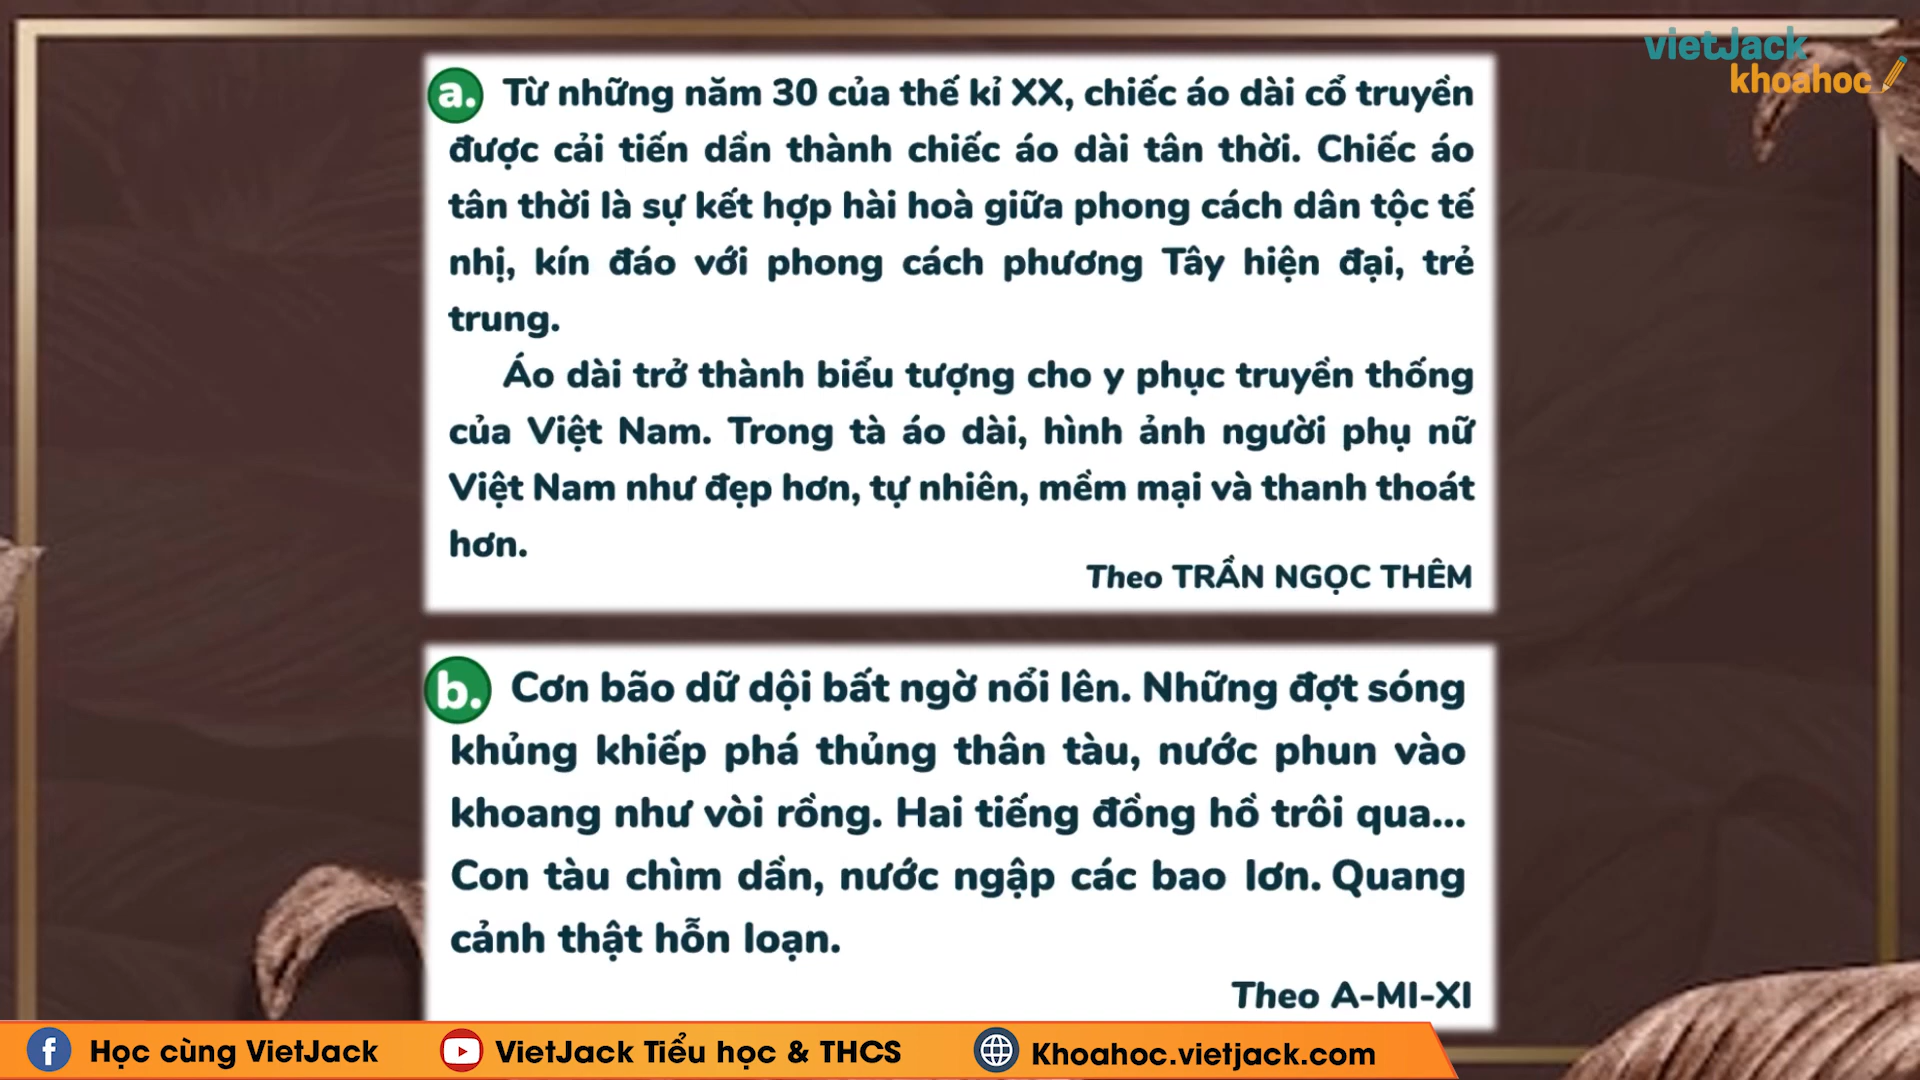 vietJack
khoahoc
a. Từ những năm 30 của thế kỉ XX, chiếc áo dài cổ truyền
được cải tiến dần thành chiếc áo dài tân thời. Chiếc áo
tân thời là sự kết hợp hài hoà giữa phong cách dân tộc tế
nhị, kín đáo với phong cách phương Tây hiện đại, trẻ
trung.
Áo dài trở thành biểu tượng cho y phục truyền thống
của Việt Nam. Trong tà áo dài, hình ảnh người phụ nữ
Việt Nam như đẹp hơn, tự nhiên, mềm mại và thanh thoát
hơn.
Theo TRẦN NGỌC THÊM
b. Cơn bão dữ dội bất ngờ nổi lên. Những đợt sóng
khủng khiếp phá thủng thân tàu, nước phun vào
khoang như vòi rồng. Hai tiếng đồng hồ trôi qua...
Con tàu chìm dần, nước ngập các bao lơn. Quang
cảnh thật hỗn loạn.
Theo A-MI-XI
Học cùng VietJack
VietJack Tiểu học & THCS
Khoahoc.vietjack.com